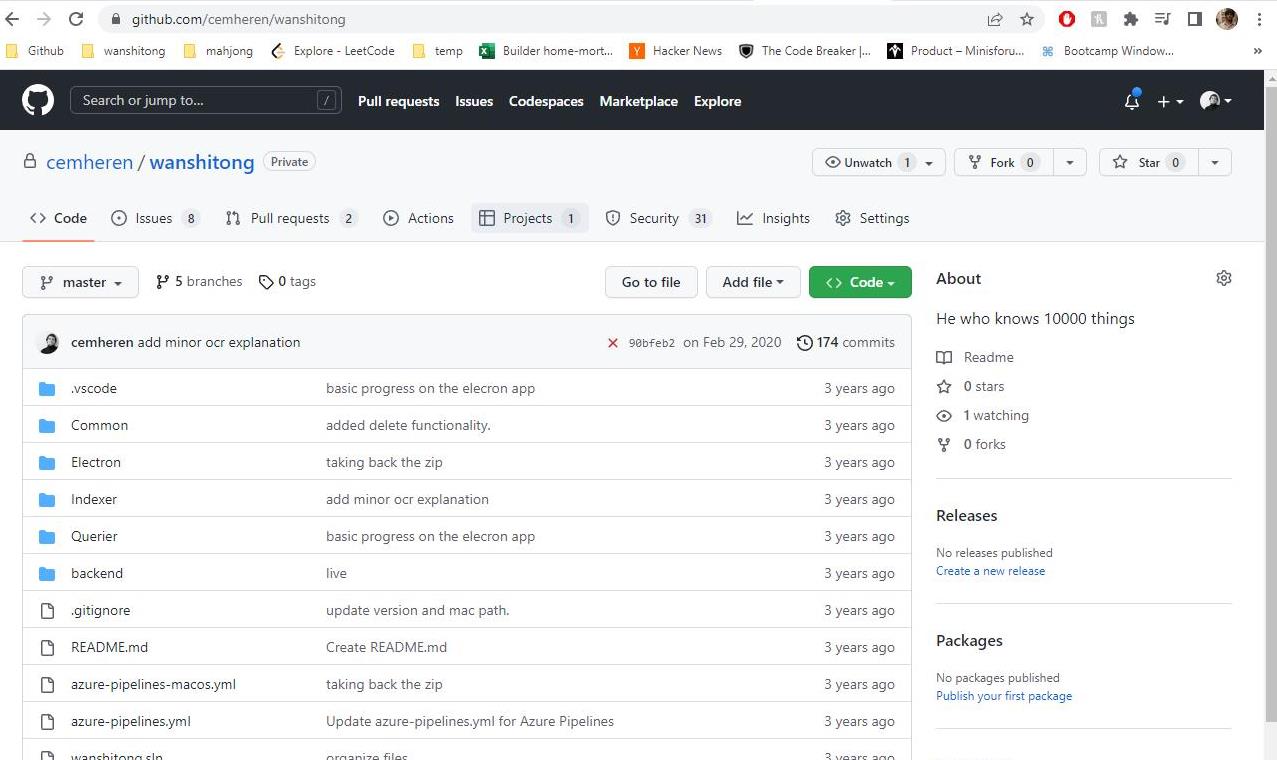 github.com/cemheren/wanshitong
Github wanshitong mahjong Explore - LeetCode temp Builder home-mort... Hacker News The Code Breaker |... Product – Minisforu... Bootcamp Window... »
Search or jump to... / Pull requests Issues Codespaces Marketplace Explore
cemheren / wanshitong Private Unwatch 1 Fork 0 Star 0
Code Issues 8 Pull requests 2 Actions Projects 1 Security 31 Insights Settings
master 5 branches 0 tags Go to file Add file Code
cemheren add minor ocr explanation 90bfeb2 on Feb 29, 2020 174 commits
.vscode basic progress on the elecron app 3 years ago
Common added delete functionality. 3 years ago
Electron taking back the zip 3 years ago
Indexer add minor ocr explanation 3 years ago
Querier basic progress on the elecron app 3 years ago
backend live 3 years ago
.gitignore update version and mac path. 3 years ago
README.md Create README.md 3 years ago
azure-pipelines-macos.yml taking back the zip 3 years ago
azure-pipelines.yml Update azure-pipelines.yml for Azure Pipelines 3 years ago
wanshitong.sln organize files 3 years ago
About
He who knows 10000 things
Readme
0 stars
1 watching
0 forks
Releases
No releases published
Create a new release
Packages
No packages published
Publish your first package